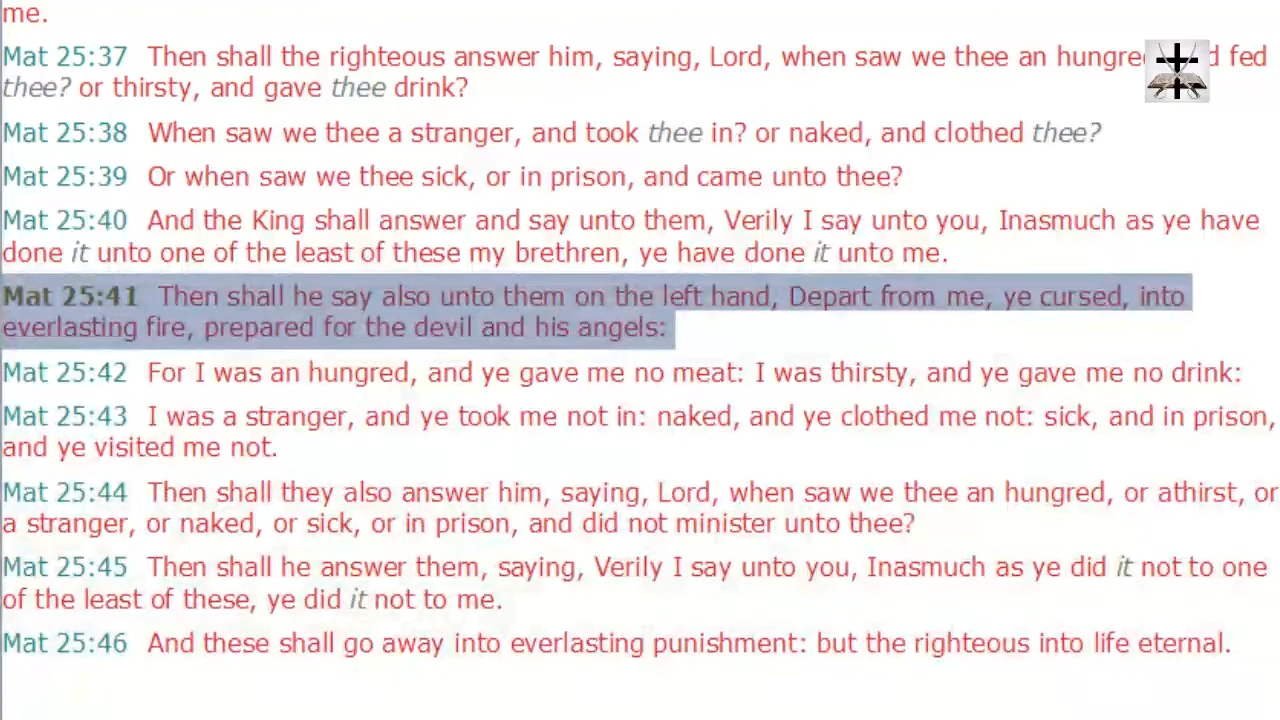 me.
Mat 25:37 Then shall the righteous answer him, saying, Lord, when saw we thee an fed
thee? or thirsty, and gave thee drink?
Mat 25:38 When saw we thee a stranger, and took thee in? or naked, and clothed thee?
Mat 25:39 Or when saw we thee sick, or in prison, and came unto thee?
Mat 25:40 And the King shall answer and say unto them, Verily I say unto you, Inasmuch as ye have
done it unto one of the least of these my brethren, ye have done it unto me.
Mat 25:41 Then shall he say also unto them on the left hand, Depart from me, ye cursed, into
everlasting fire, prepared for the devil and his angels:
Mat 25:42 For I was an hungred, and ye gave me no meat: I was thirsty, and ye gave me no drink:
Mat 25:43 I was a stranger, and ye took me not in: naked, and ye clothed me not: sick, and in prison,
and ye visited me not.
Mat 25:44 Then shall they also answer him, saying, Lord, when saw we thee an hungred, or athirst, or
a stranger, or naked, or sick, or in prison, and did not minister unto thee?
Mat 25:45 Then shall he answer them, saying, Verily I say unto you, Inasmuch as ye did it not to one
of the least of these, ye did it not to me.
Mat 25:46 And these shall go away into everlasting punishment: but the righteous into life eternal.